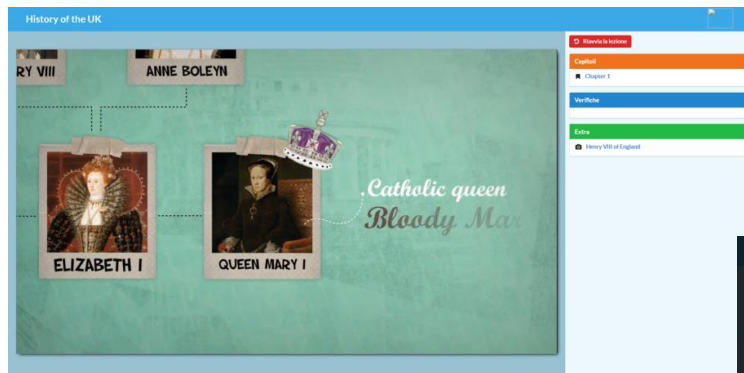 History of the UK
Riavvia la lezione
Capitoli
Chapter 1
Verifiche
Extra
Henry VIII of England
RY VIII
ANNE BOLEYN
ELIZABETH I
QUEEN MARY I
Catholic queen
Bloody Mar